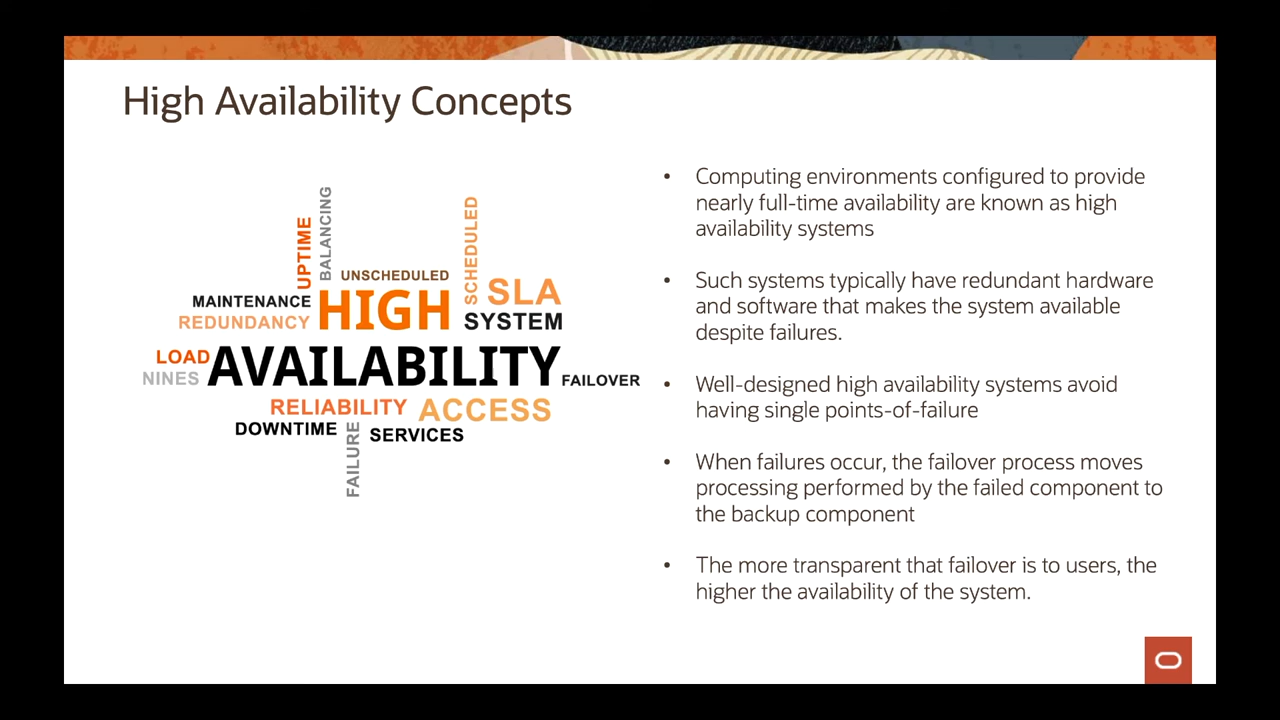 High Availability Concepts
UPTIME
BALANCING
SCHEDULED
UNSCHEDULED
MAINTENANCE
HIGH
SLA
REDUNDANCY
SYSTEM
LOAD
AVAILABILITY
NINES
FAILOVER
RELIABILITY
ACCESS
DOWNTIME
FAILURE
SERVICES
• Computing environments configured to provide
nearly full-time availability are known as high
availability systems
• Such systems typically have redundant hardware
and software that makes the system available
despite failures.
• Well-designed high availability systems avoid
having single points-of-failure
• When failures occur, the failover process moves
processing performed by the failed component to
the backup component
• The more transparent that failover is to users, the
higher the availability of the system.